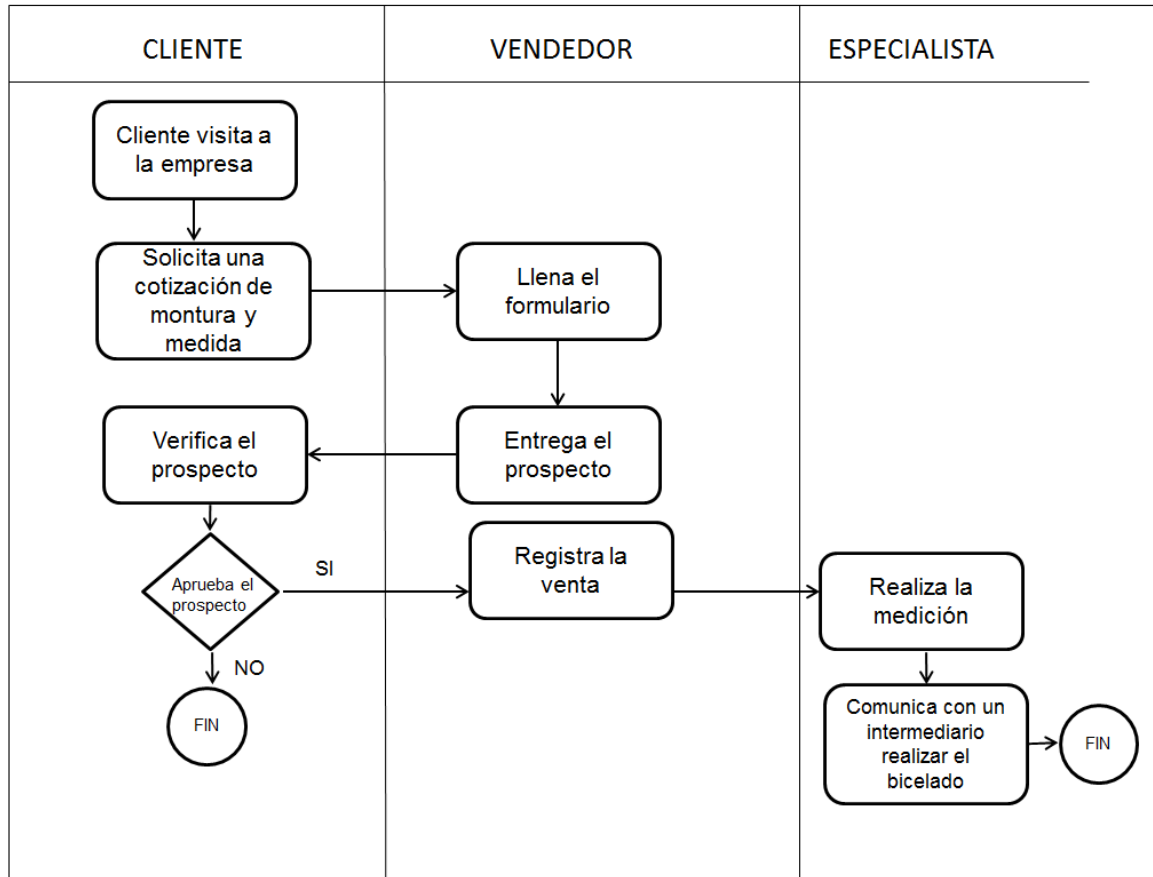 CLIENTE
VENDEDOR
ESPECIALISTA
Cliente visita a
la empresa
Solicita una
cotización de
montura y
medida
Llena el
formulario
Verifica el
prospecto
Entrega el
prospecto
Aprueba el
prospecto
SI
Registra la
venta
Realiza la
medición
NO
FIN
Comunica con un
intermediario
realizar el
bicelado
FIN